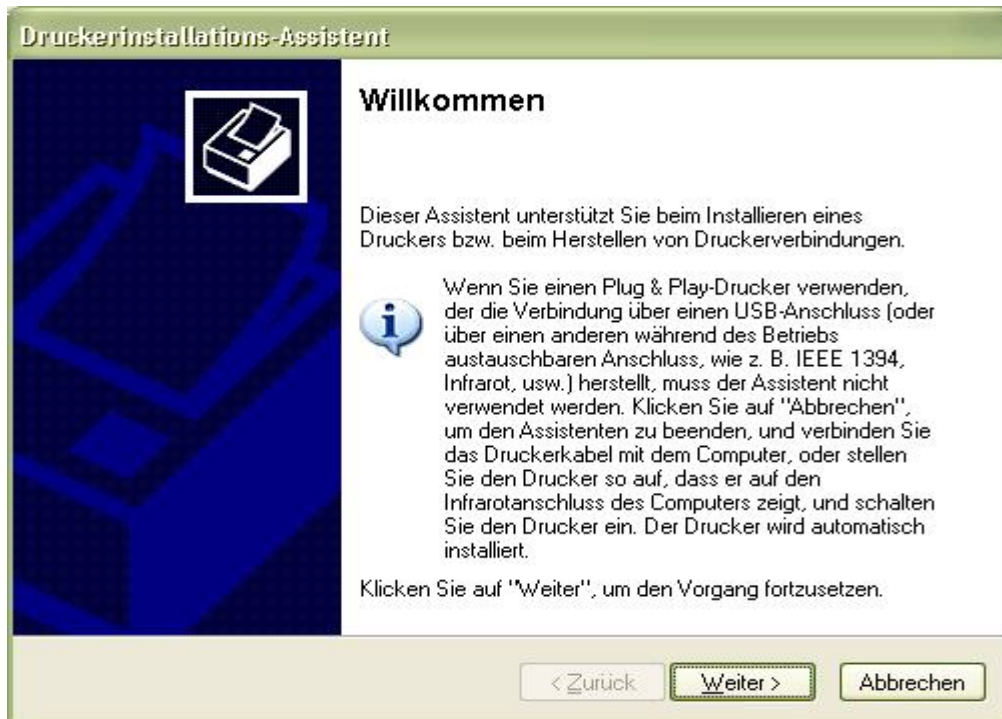 Druckerinstallations-Assistent
Willkommen
Dieser Assistent unterstützt Sie beim Installieren eines
Druckers bzw. beim Herstellen von Druckerverbindungen.
Wenn Sie einen Plug & Play-Drucker verwenden,
der die Verbindung über einen USB-Anschluss (oder
über einen anderen während des Betriebs
austauschbaren Anschluss, wie z. B. IEEE 1394,
Infrarot, usw.) herstellt, muss der Assistent nicht
verwendet werden. Klicken Sie auf "Abbrechen",
um den Assistenten zu beenden, und verbinden Sie
das Druckerkabel mit dem Computer, oder stellen
Sie den Drucker so auf, dass er auf den
Infrarotanschluss des Computers zeigt, und schalten
Sie den Drucker ein. Der Drucker wird automatisch
installiert.
Klicken Sie auf "Weiter", um den Vorgang fortzusetzen.
< Zurück Weiter > Abbrechen